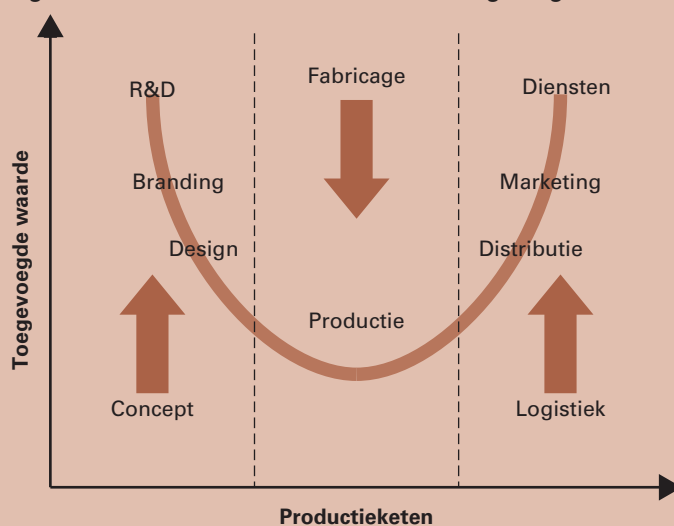 R&D
Fabricage
Diensten
Branding
Marketing
Design
Distributie
Productie
Concept
Logistiek
Toegevoegde waarde
Productieketen